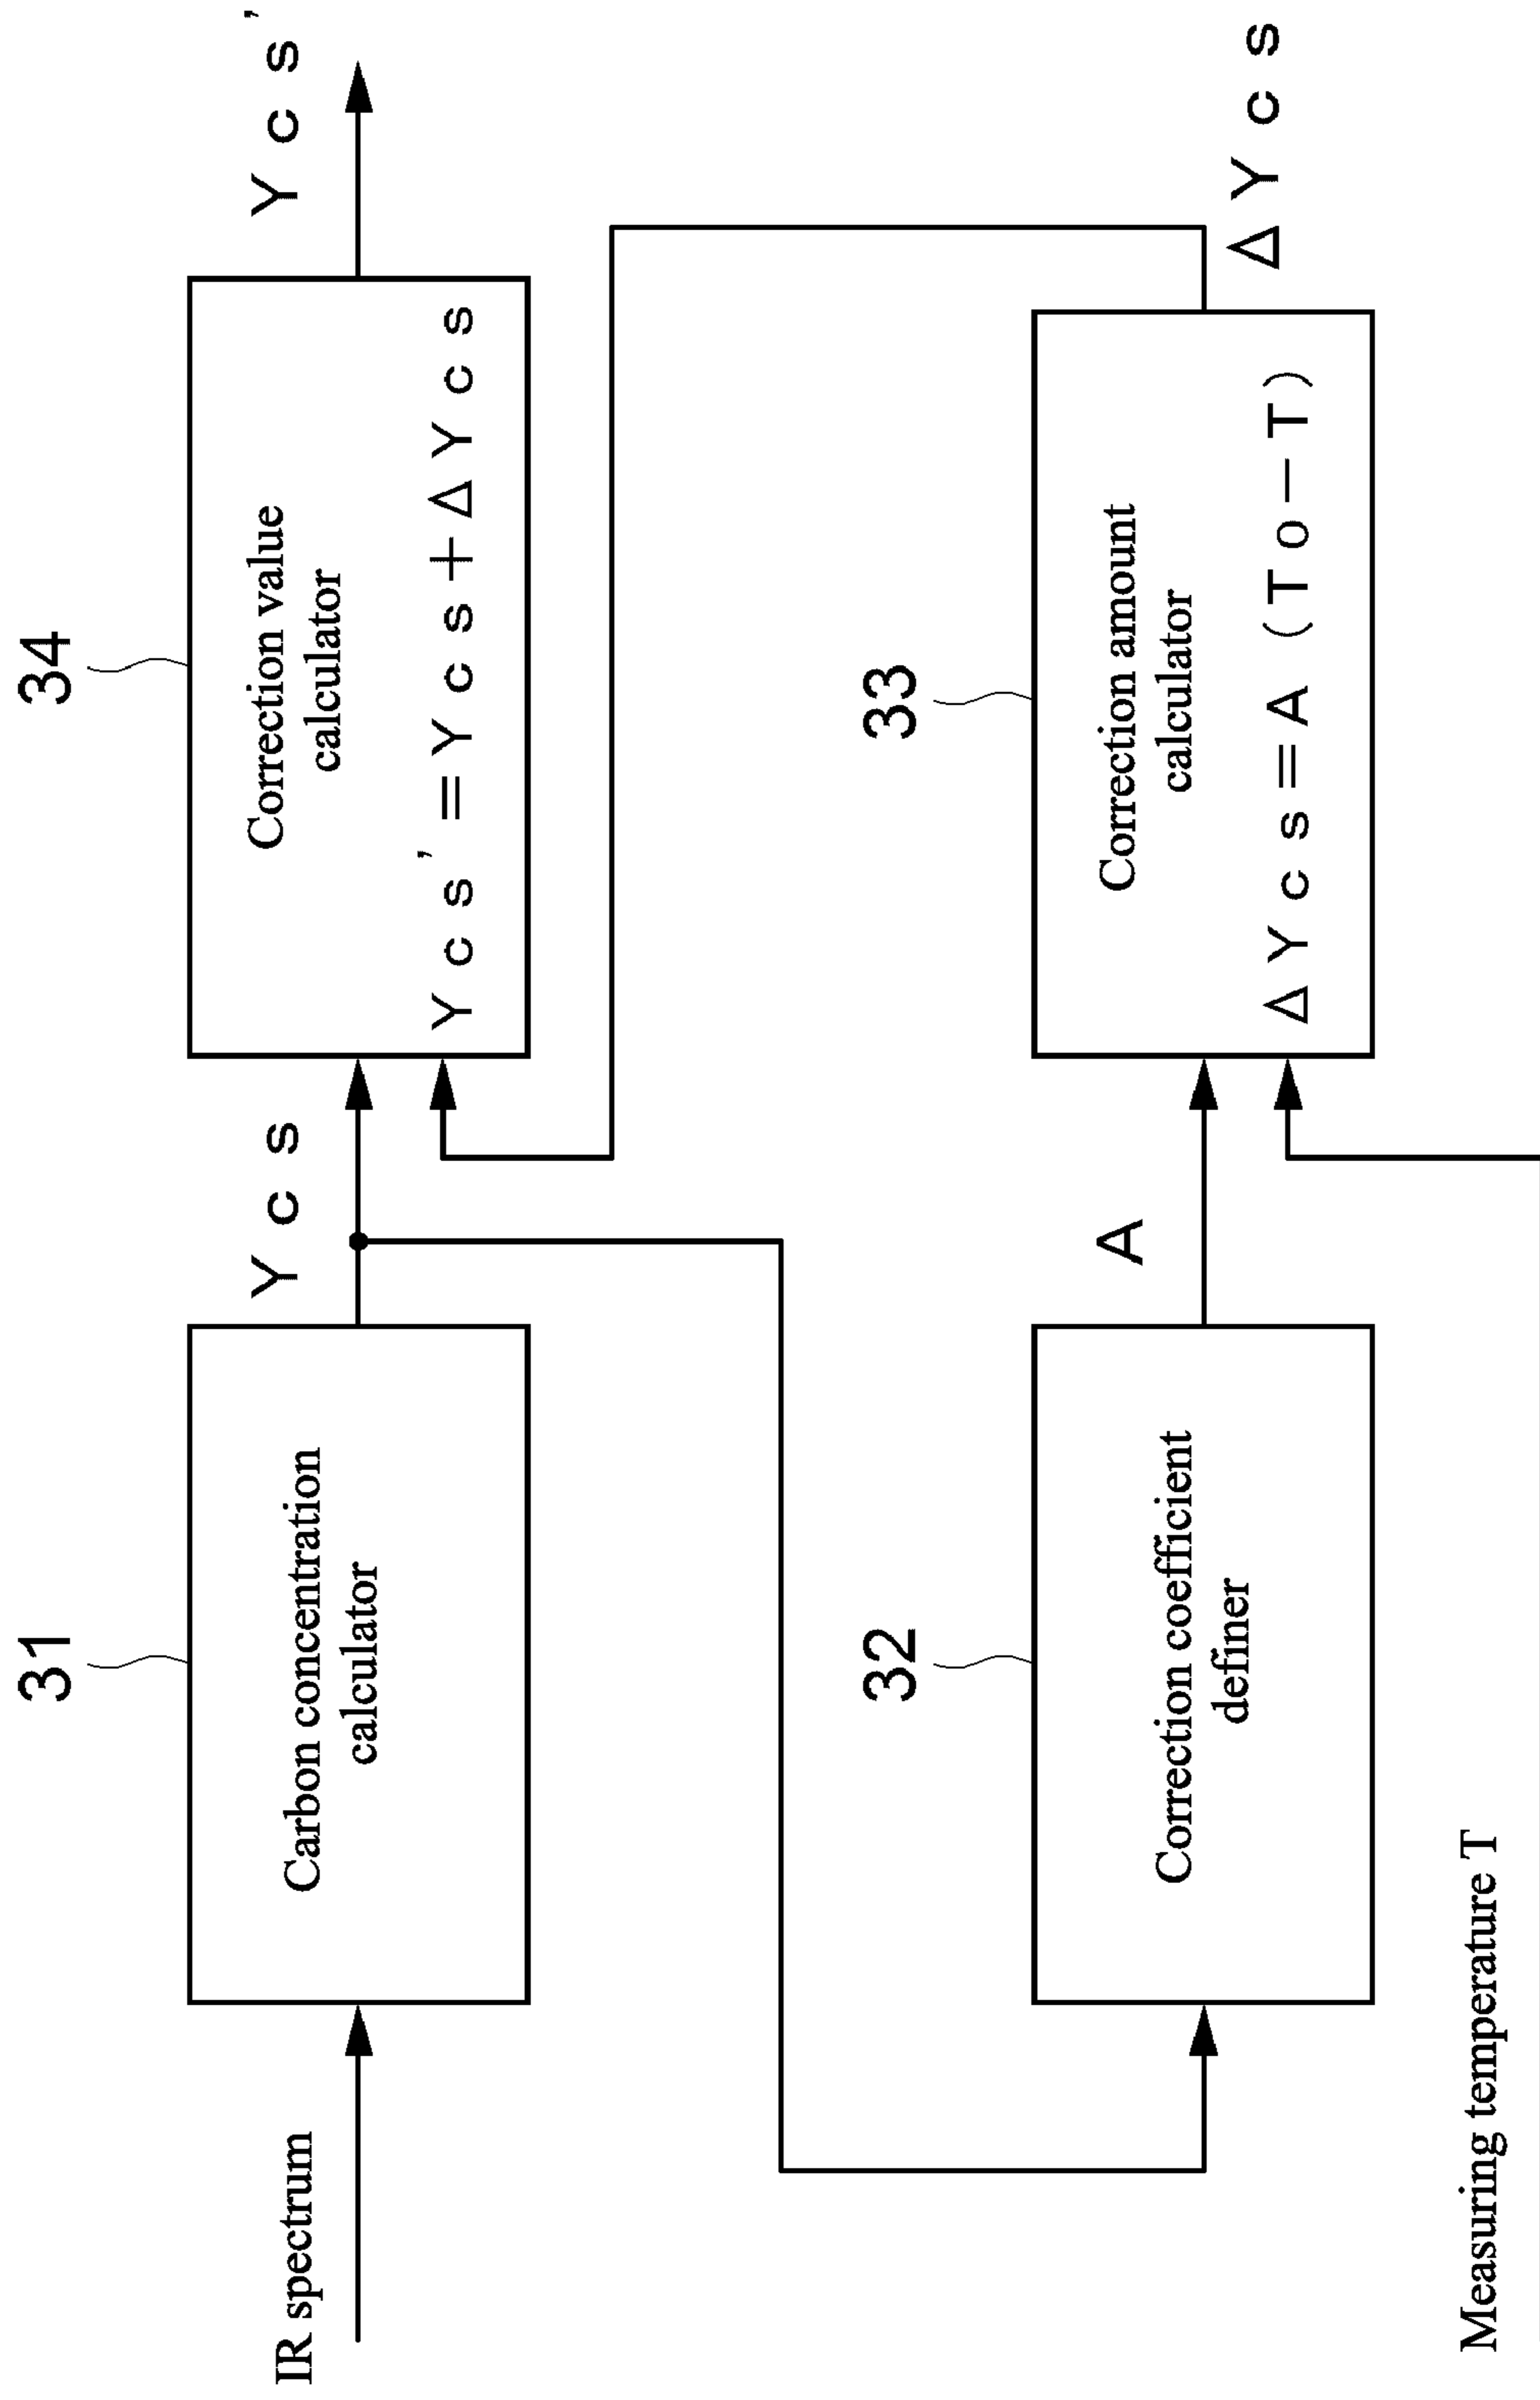 31
34
IR spectrum
Carbon concentration
calculator
Ycs
Correction value
calculator
Ycs'=Ycs+ΔYcs
Ycs'
32
33
Correction coefficient
definer
A
Correction amount
calculator
ΔYcs=A(To-T)
ΔYcs
Measuring temperature T